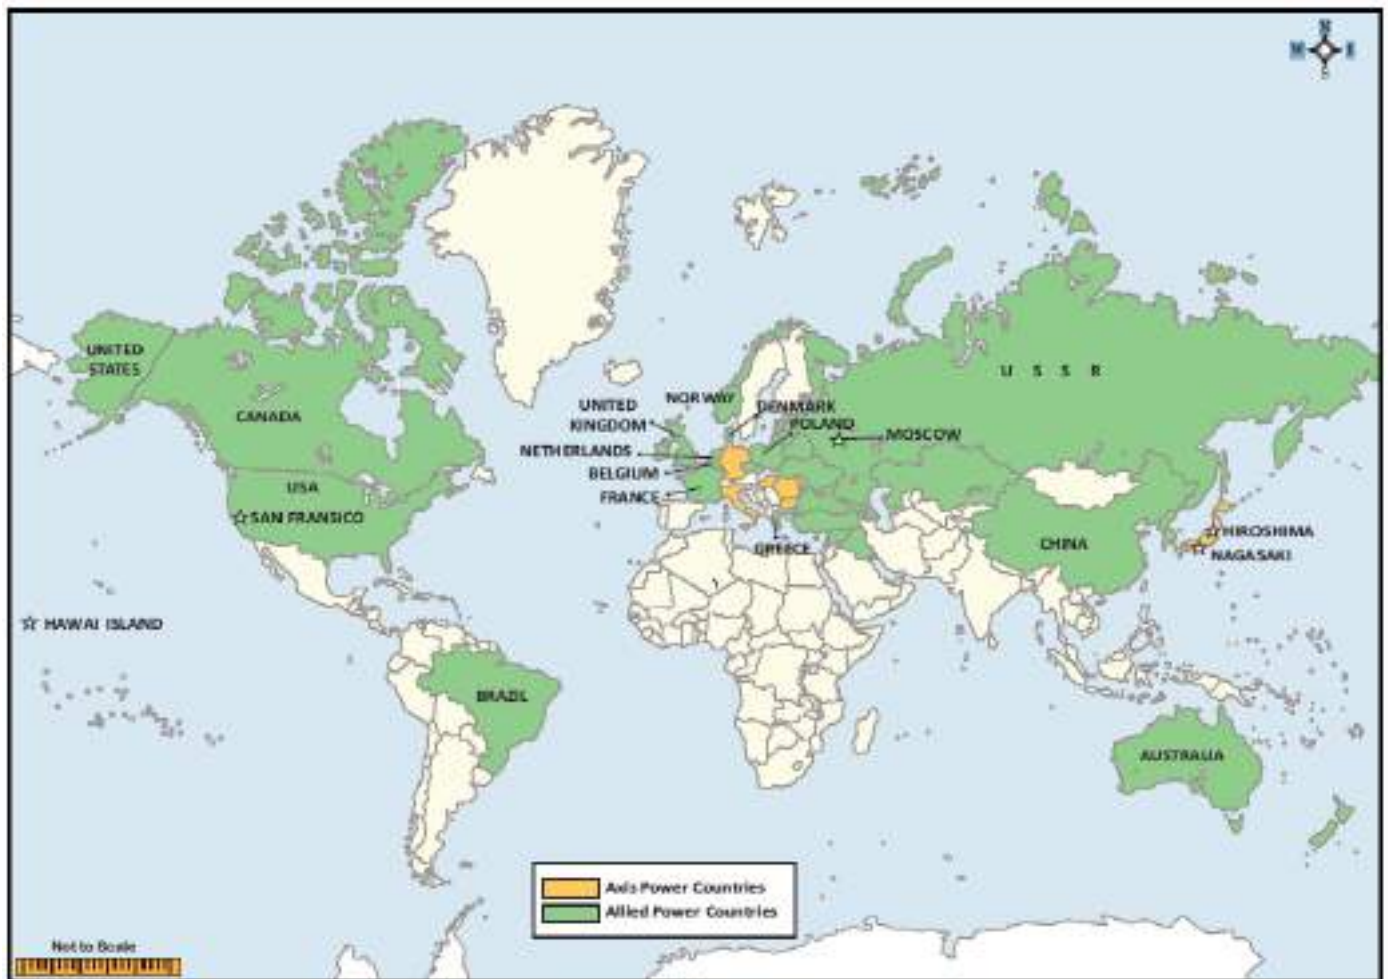 N
W E
S
UNITED
STATES
CANADA
USA
SAN FRANSICO
HAWAI ISLAND
BRAZIL
NORWAY
UNITED
KINGDOM
DENMARK
POLAND
MOSCOW
NETHERLANDS
BELGIUM
FRANCE
GREECE
U S S R
CHINA
HIROSHIMA
NAGASAKI
AUSTRALIA
Axis Power Countries
Allied Power Countries
Not to Scale